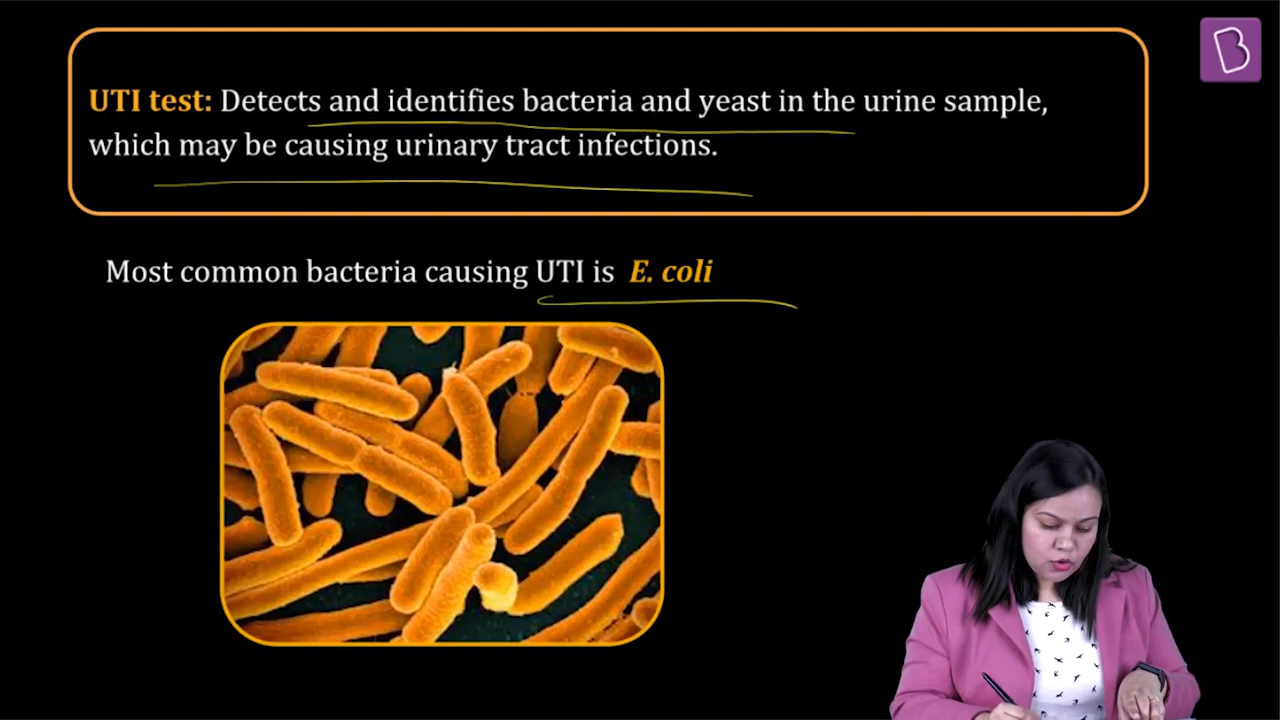 UTI test: Detects and identifies bacteria and yeast in the urine sample,
which may be causing urinary tract infections.
Most common bacteria causing UTI is E. coli